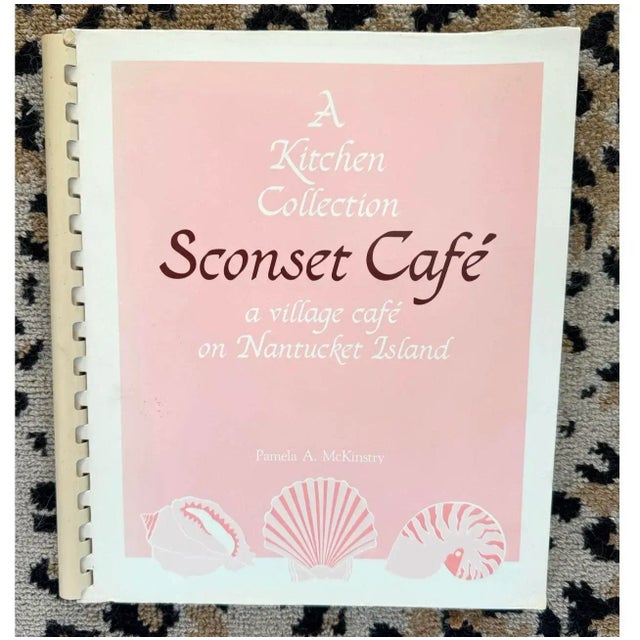 A
Kitchen
Collection
Sconset Café
a village café
on Nantucket Island
Pamela A. McKinstry